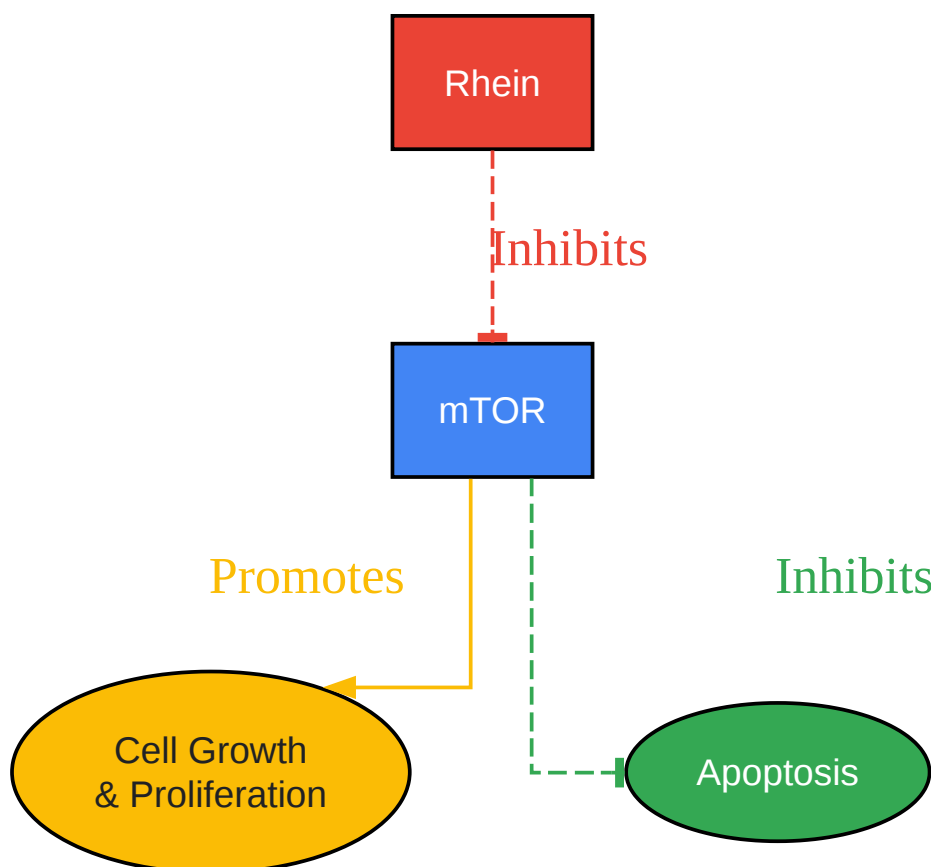 Rhein
Inhibits
mTOR
Promotes
Inhibits
Cell Growth
& Proliferation
Apoptosis